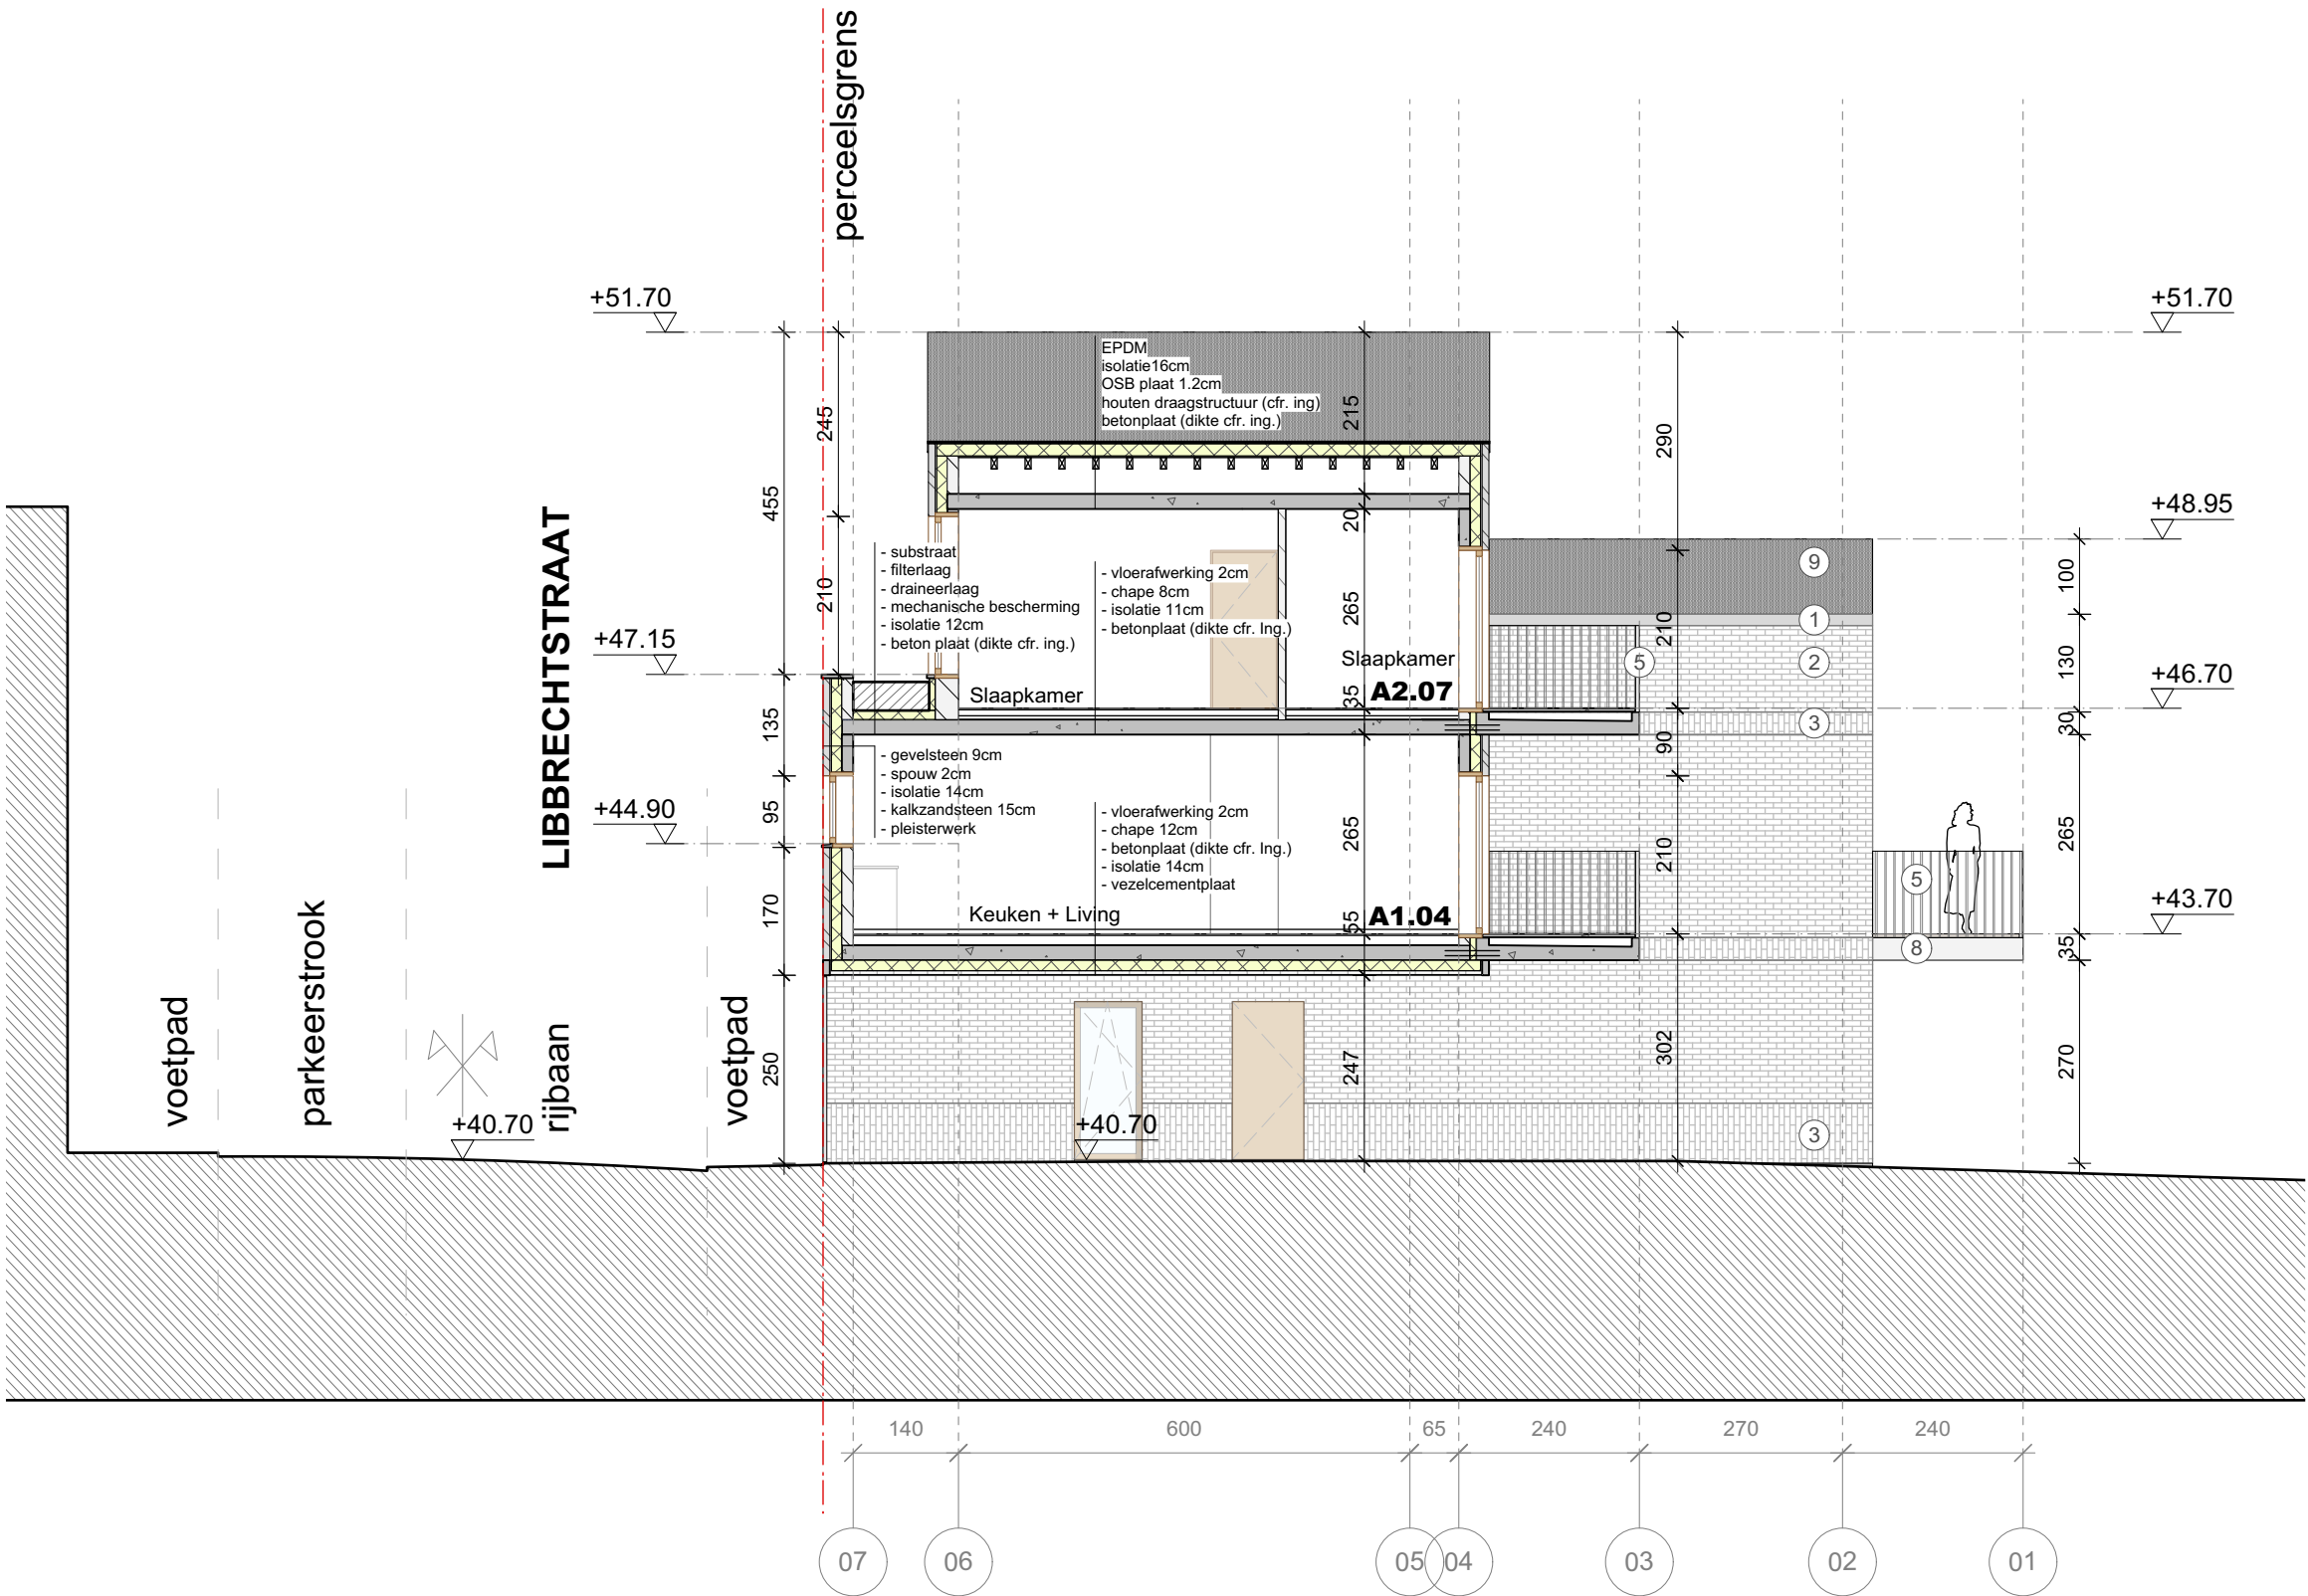 perceelsgrens
+51.70
+51.70
EPDM
isolatie16cm
OSB plaat 1.2cm
houten draagstructuur (cfr. ing)
betonplaat (dikte cfr. ing.)
245
215
290
455
+48.95
LIBBRECHTSTRAAT
20
- substraat
- filterlaag
- draineerlaag
- mechanische bescherming
- isolatie 12cm
- beton plaat (dikte cfr. ing.)
- vloerafwerking 2cm
- chape 8cm
- isolatie 11cm
- betonplaat (dikte cfr. Ing.)
9
100
210
265
210
1
+47.15
130
Slaapkamer
5
2
Slaapkamer
35
A2.07
+46.70
3
30
135
90
- gevelsteen 9cm
- spouw 2cm
- isolatie 14cm
- kalkzandsteen 15cm
- pleisterwerk
+44.90
95
- vloerafwerking 2cm
- chape 12cm
- betonplaat (dikte cfr. Ing.)
- isolatie 14cm
- vezelcementplaat
265
210
265
5
170
Keuken + Living
55
A1.04
+43.70
8
35
voetpad
parkeerstrook
rijbaan
voetpad
250
247
302
270
+40.70
+40.70
3
140
600
65
240
270
240
07
06
05
04
03
02
01